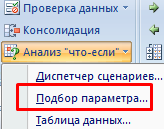 Проверка данных
Консолидация
Анализ "что-если"
Диспетчер сценариев...
Подбор параметра...
Таблица данных...